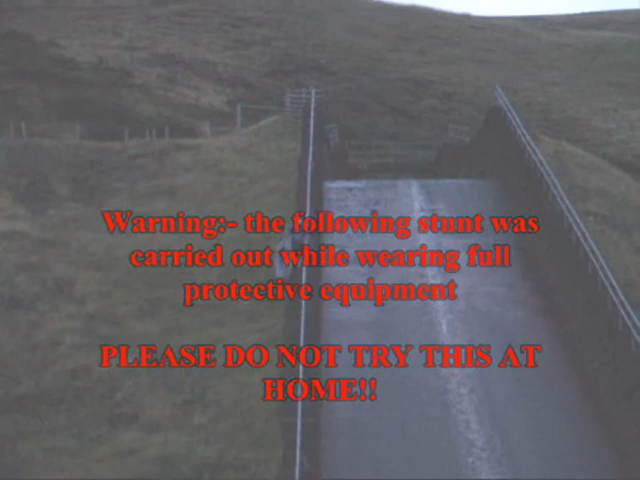 Warning:- the following stunt was
carried out while wearing full
protective equipment
PLEASE DO NOT TRY THIS AT
HOME!!